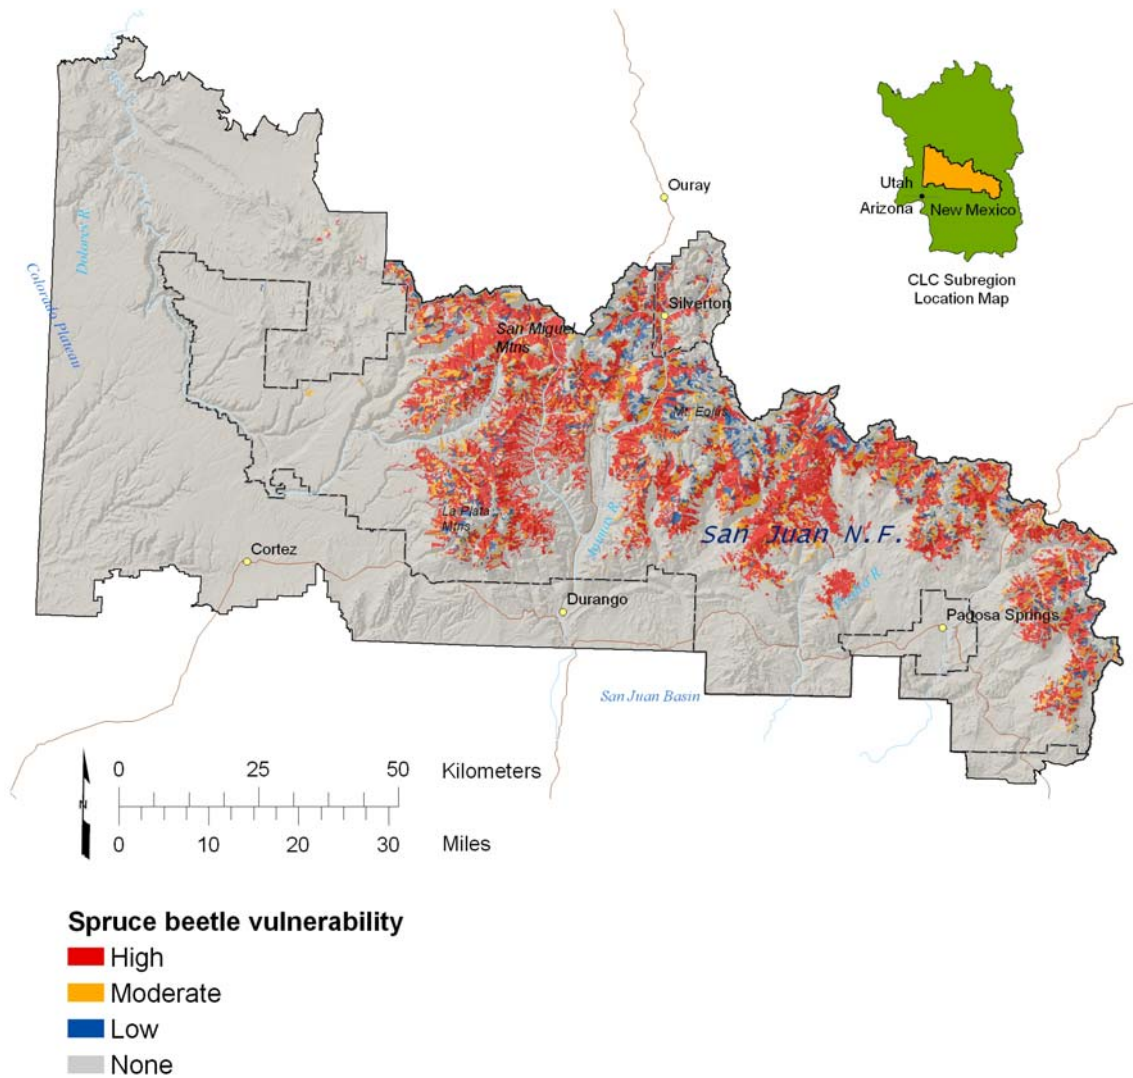 Ouray
Utah
Arizona
New Mexico
CLC Subregion
Location Map
Dolores R
Colorado Plateau
Silverton
San Miguel
Mtns
Mt. Eolus
La Plata
Mtns
Animas R.
San Juan N.F.
Cortez
Durango
Pagosa Springs
San Juan Basin
0
25
50
Kilometers
N
0
10
20
30
Miles
Spruce beetle vulnerability
High
Moderate
Low
None